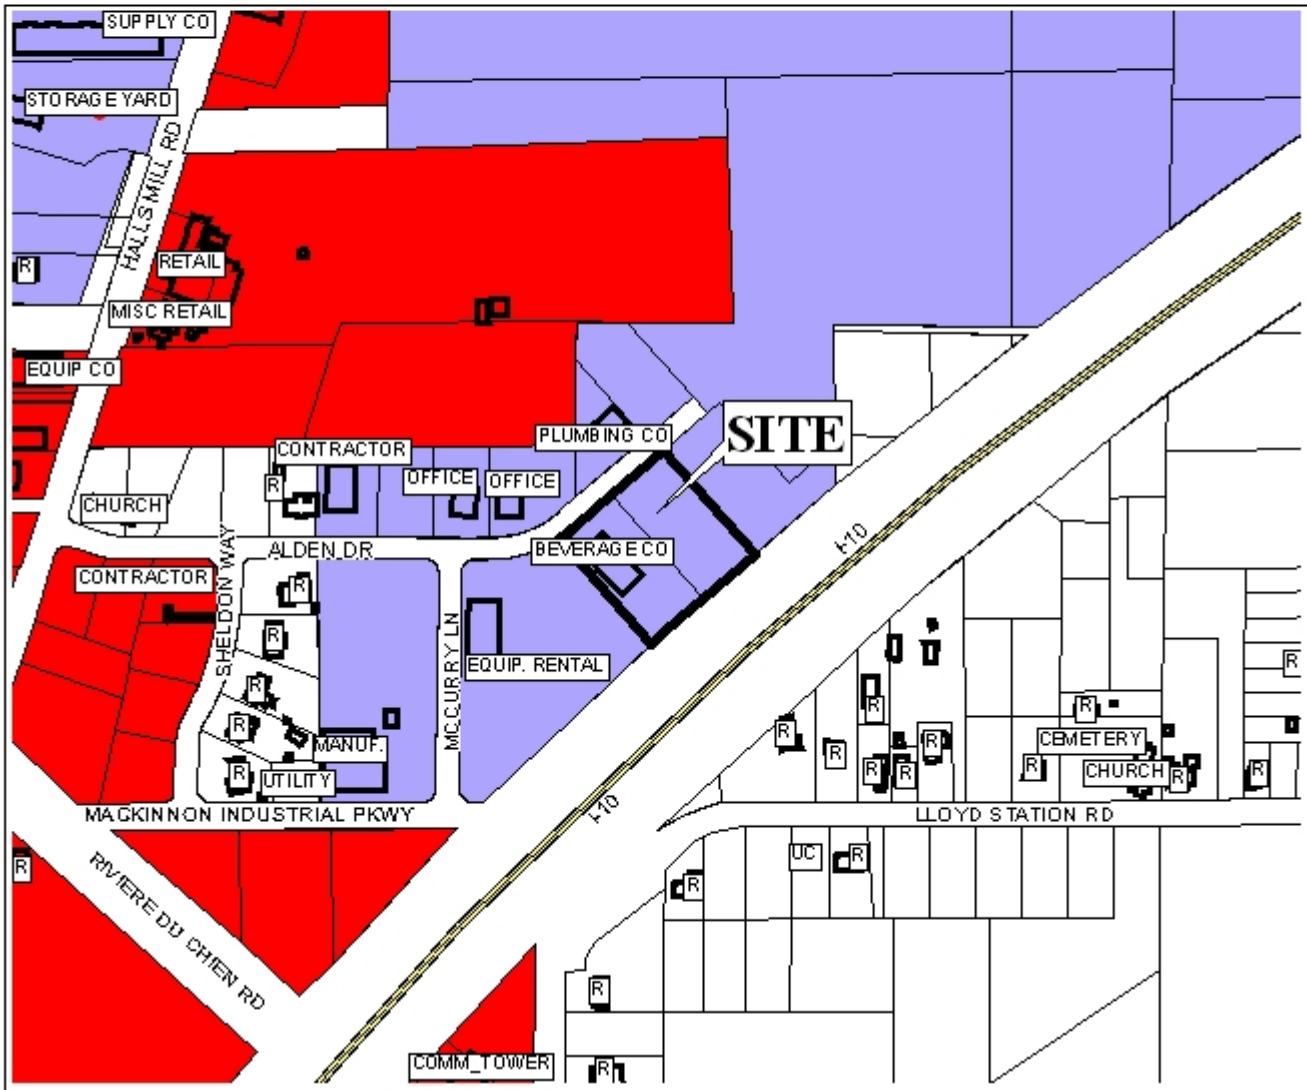 SUPPLY CO
STORAGE YARD
HALLS MILL RD
R
RETAIL
MISC RETAIL
EQUIP CO
SITE
PLUMBING CO
CONTRACTOR
OFFICE
OFFICE
R
CHURCH
ALDEN DR
BEVERAGE CO
I-10
CONTRACTOR
SHELDON WAY
R
R
MCCURRY LN
EQUIP. RENTAL
R
R
R
MANUF.
UTILITY
R
R
R
R
R
R
R
R
CEMETERY
R
CHURCH
R
R
MACKINNON INDUSTRIAL PKWY
I-10
LLOYD STATION RD
R
RIVIERE DU CHIEN RD
UC
R
R
R
COMM_TOWER
R